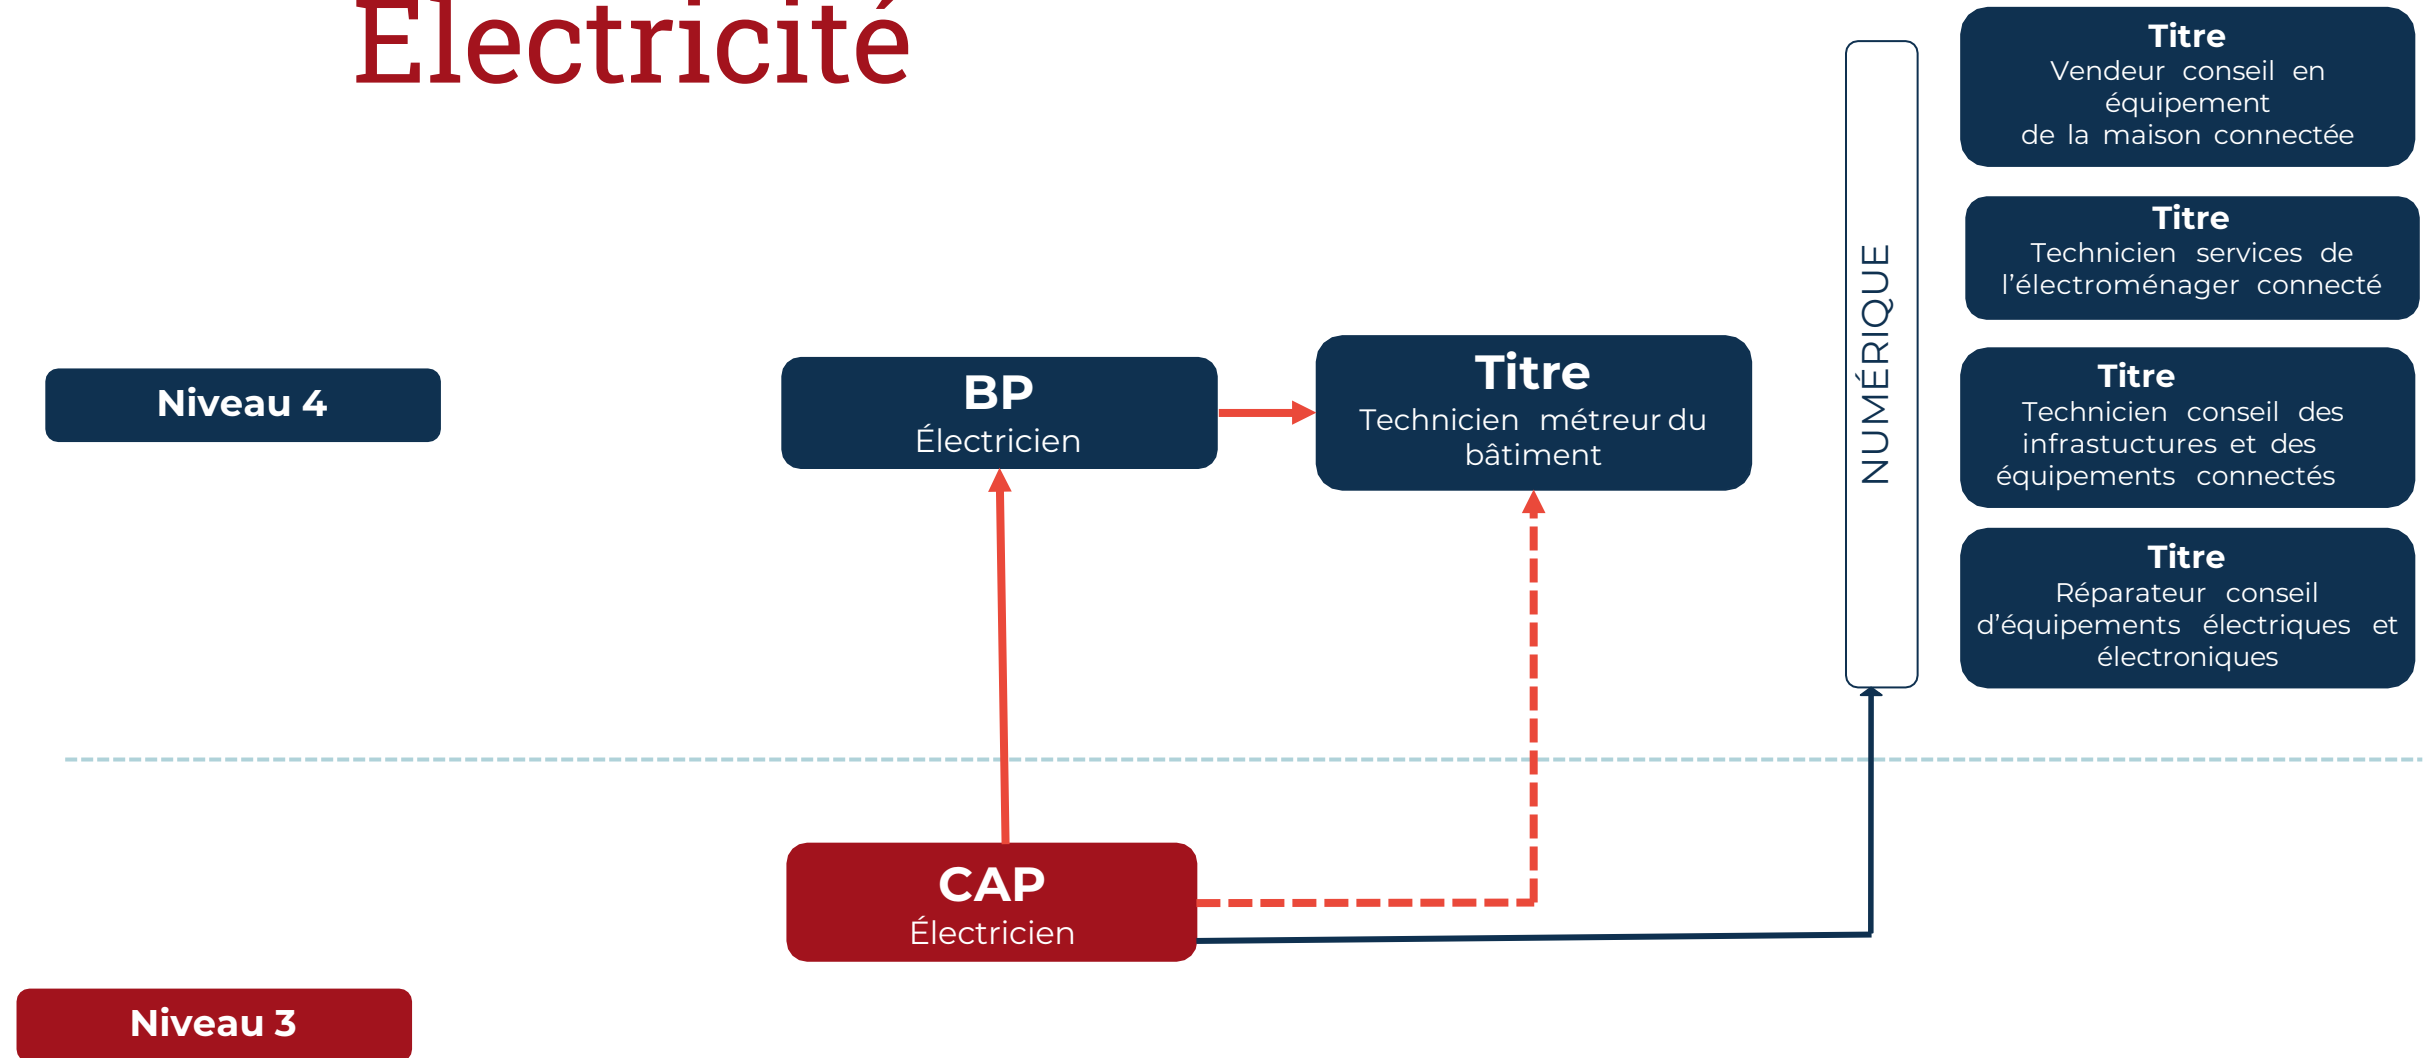 Électricité
Titre
Vendeur conseil en
équipement
de la maison connectée
Titre
Technicien services de
l’électroménager connecté
NUMÉRIQUE
Niveau 4
BP
Électricien
Titre
Technicien métreur du
bâtiment
Titre
Technicien conseil des
infrastuctures et des
équipements connectés
Titre
Réparateur conseil
d’équipements électriques et
électroniques
CAP
Électricien
Niveau 3